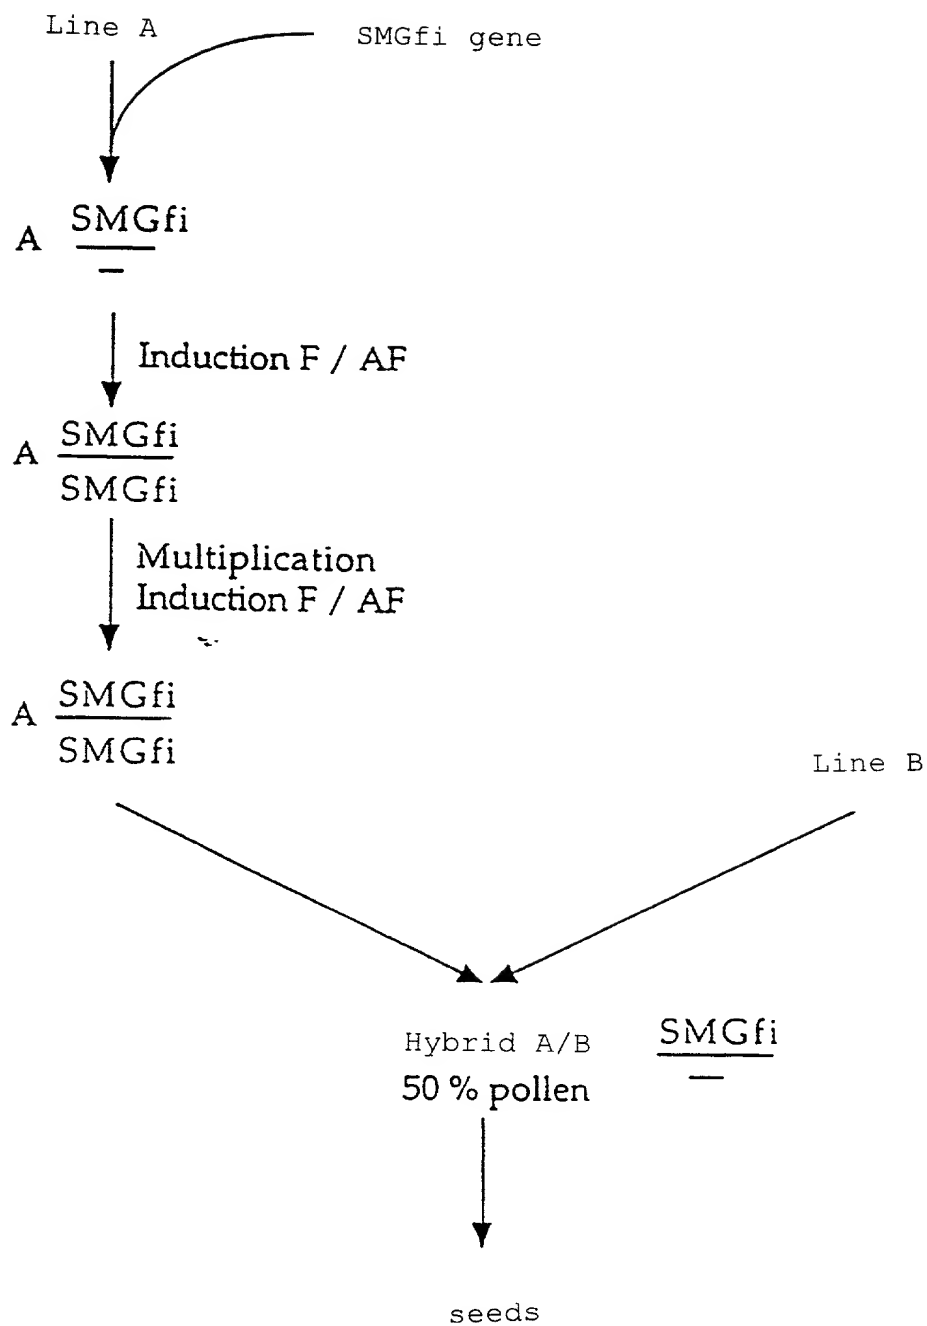 Line A
SMGfi gene
A SMGfi
–
Induction F / AF
A SMGfi
SMGfi
Multiplication
Induction F / AF
A SMGfi
SMGfi
Line B
Hybrid A/B SMGfi
–
50 % pollen
seeds